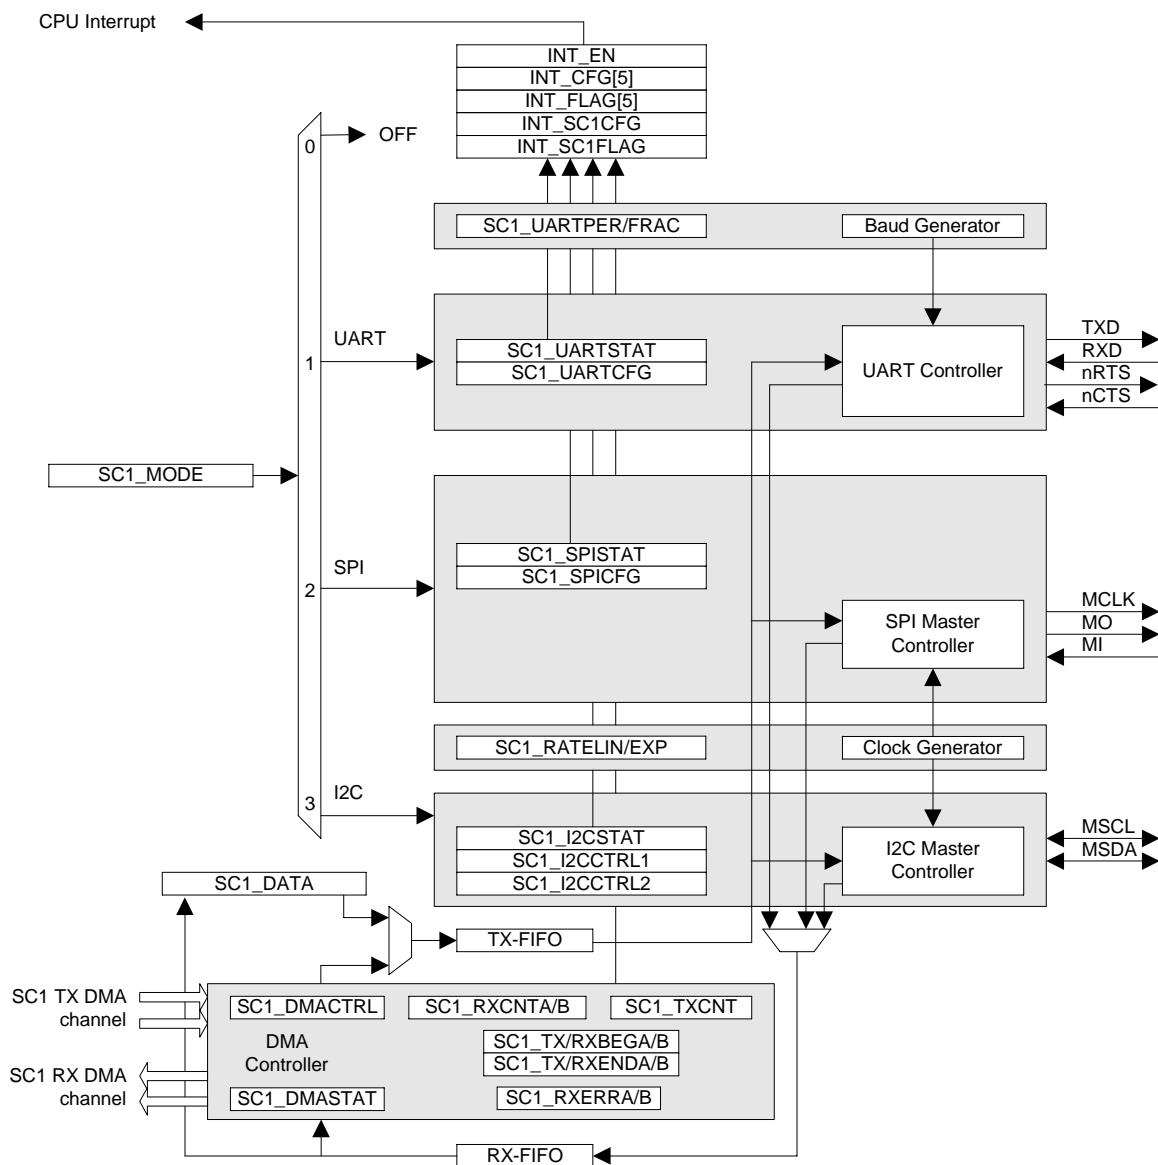 CPU Interrupt
INT_EN
INT_CFG[5]
INT_FLAG[5]
INT_SC1CFG
INT_SC1FLAG
0
OFF
SC1_UARTPER/FRAC
Baud Generator
UART
1
SC1_UARTSTAT
SC1_UARTCFG
UART Controller
TXD
RXD
nRTS
nCTS
SC1_MODE
SPI
2
SC1_SPISTAT
SC1_SPICFG
SPI Master
Controller
MCLK
MO
MI
SC1_RATELIN/EXP
Clock Generator
I2C
3
SC1_I2CSTAT
SC1_I2CCTRL1
SC1_I2CCTRL2
I2C Master
Controller
MSCL
MSDA
SC1_DATA
TX-FIFO
SC1 TX DMA
channel
SC1_DMACTRL
SC1_RXCNTA/B
SC1_TXCNT
DMA
Controller
SC1_TX/RXBEGA/B
SC1_TX/RXENDA/B
SC1 RX DMA
channel
SC1_DMASTAT
SC1_RXERRA/B
RX-FIFO